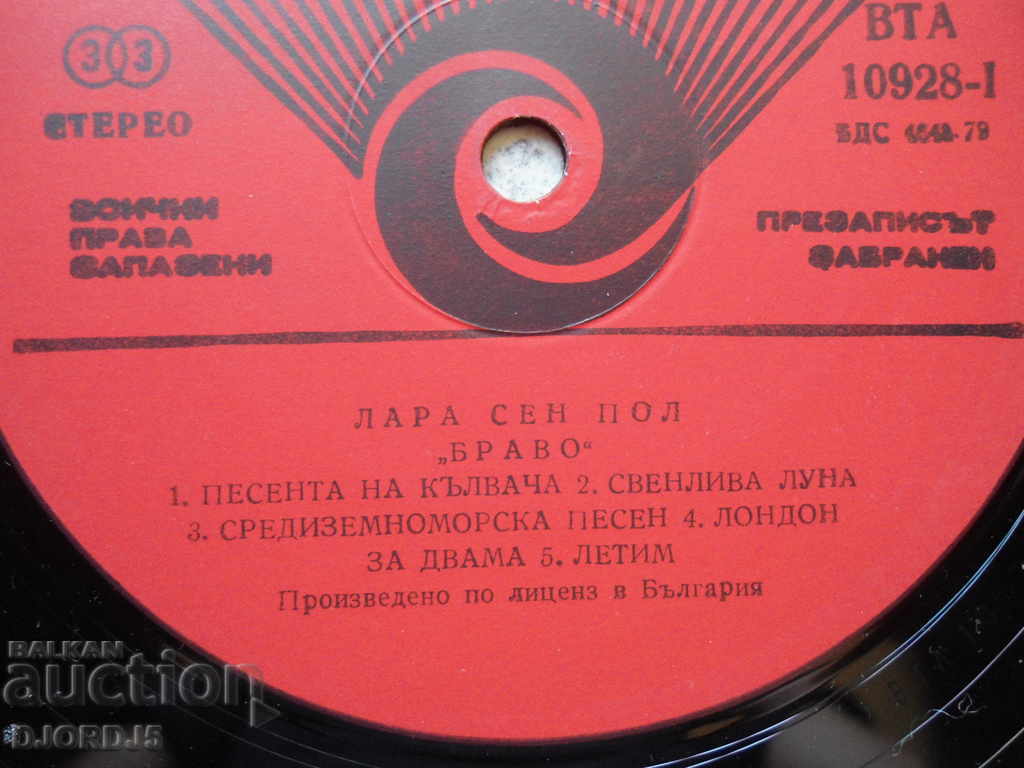 33
СТЕРЕО
ВТА
10928-I
БДС 4642-79
ВСИЧКИ
ПРАВА
ЗАПАЗЕНИ
ПРЕЗАПИСЪТ
ЗАБРАНЕН
ЛАРА СЕН ПОЛ
„БРАВО“
1. ПЕСЕНТА НА КЪЛВАЧА 2. СВЕНЛИВА ЛУНА
3. СРЕДИЗЕМНОМОРСКА ПЕСЕН 4. ЛОНДОН
ЗА ДВАМА 5. ЛЕТИМ
Произведено по лиценз в България
BALKAN
auction
DJORDJ5